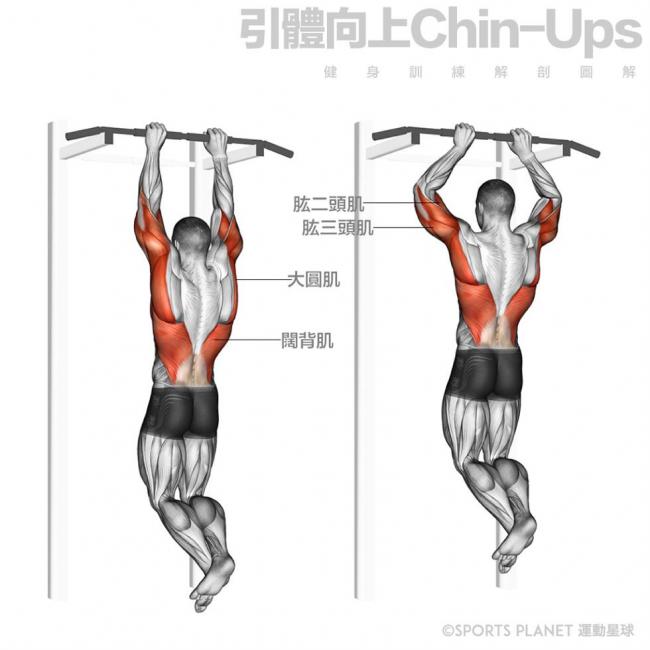 引體向上Chin-Ups
健身訓練解剖圖解
肱二頭肌
肱三頭肌
大圓肌
闊背肌
©SPORTS PLANET 運動星球